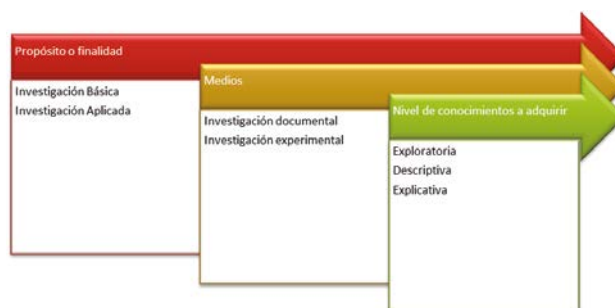 Propósito o finalidad
Investigación Básica
Investigación Aplicada
Medios
Investigación documental
Investigación experimental
Nivel de conocimientos a adquirir
Exploratoria
Descriptiva
Explicativa